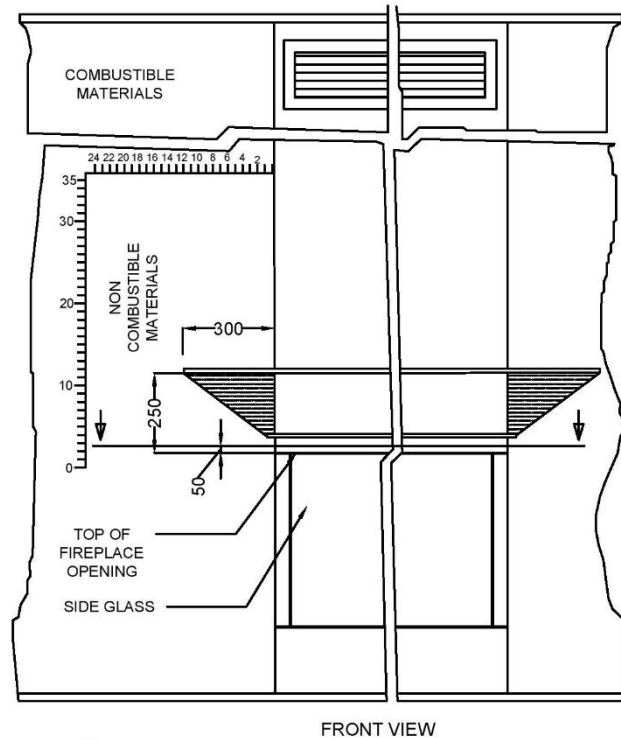 COMBUSTIBLE
MATERIALS
24 22 20 18 16 14 12 10 8 6 4 2
35
30
20
10
0
NON
COMBUSTIBLE
MATERIALS
300
250
50
TOP OF
FIREPLACE
OPENING
SIDE GLASS
FRONT VIEW